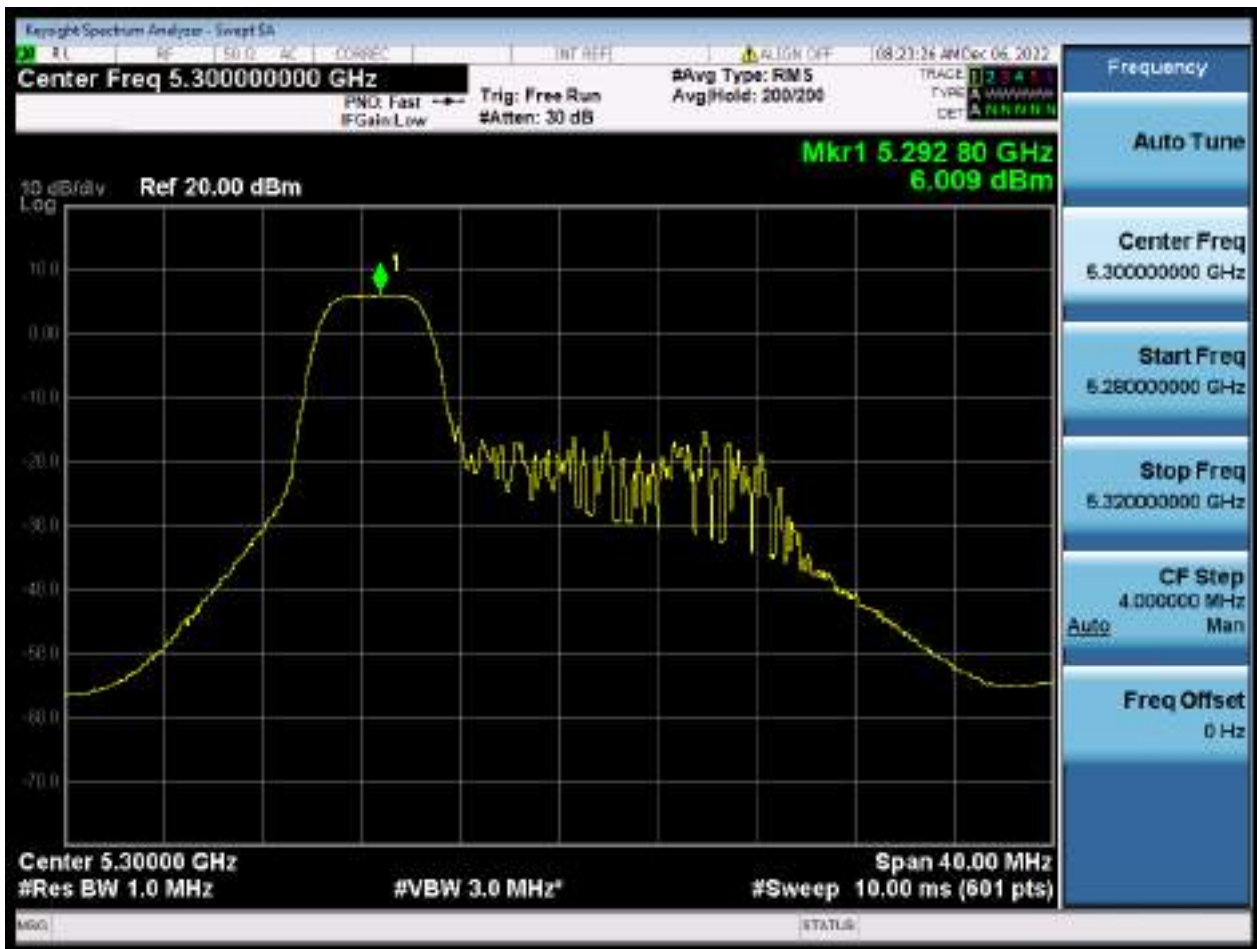 Keysight Spectrum Analyzer - Swept SA
RL RF 50 Ω AC CORREC INT REF ALIGN OFF 08:23:26 AM Dec 06, 2022
Center Freq 5.300000000 GHz
PNO: Fast
IFGain:Low
Trig: Free Run
#Atten: 30 dB
#Avg Type: RMS
Avg|Hold: 200/200
TRACE 1 2 3 4 5 6
TYPE A WWWWW
DET A N N N N N
Mkr1 5.292 80 GHz
6.009 dBm
10 dB/div Ref 20.00 dBm
Log
1
10.0
0.00
-10.0
-20.0
-30.0
-40.0
-50.0
-60.0
-70.0
Center 5.30000 GHz
Span 40.00 MHz
#Res BW 1.0 MHz
#VBW 3.0 MHz*
#Sweep 10.00 ms (601 pts)
MSG
STATUS
Frequency
Auto Tune
Center Freq
5.300000000 GHz
Start Freq
5.280000000 GHz
Stop Freq
5.320000000 GHz
CF Step
4.000000 MHz
Auto Man
Freq Offset
0 Hz